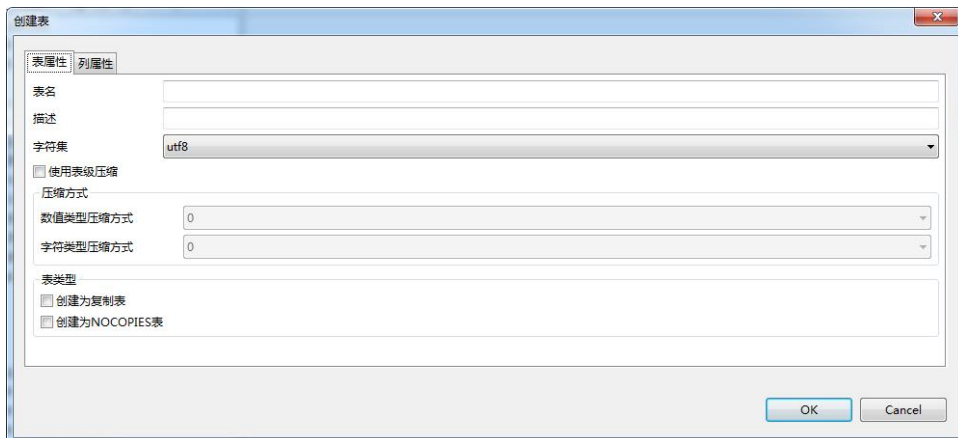 创建表
表属性 列属性
表名
描述
字符集 utf8
使用表级压缩
压缩方式
数值类型压缩方式 0
字符类型压缩方式 0
表类型
创建为复制表
创建为NOCOPIES表
OK Cancel